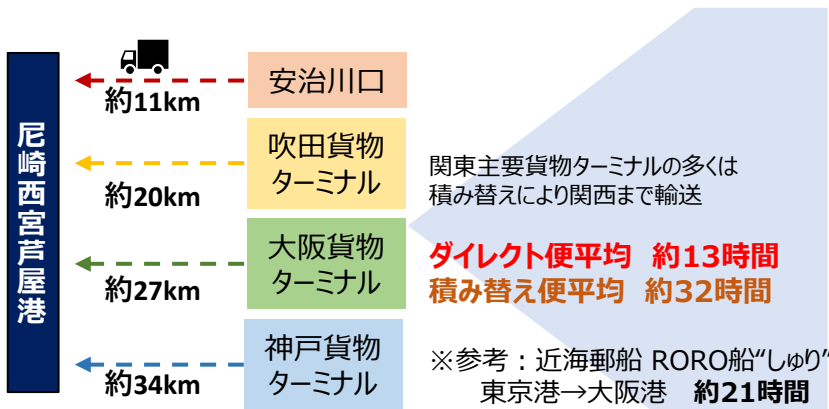 尼崎西宮芦屋港
約11km
安治川口
約20km
吹田貨物
ターミナル
約27km
大阪貨物
ターミナル
約34km
神戸貨物
ターミナル
関東主要貨物ターミナルの多くは
積み替えにより関西まで輸送
ダイレクト便平均 約13時間
積み替え便平均 約32時間
※参考：近海郵船 RORO船“しゅり”
東京港→大阪港 約21時間